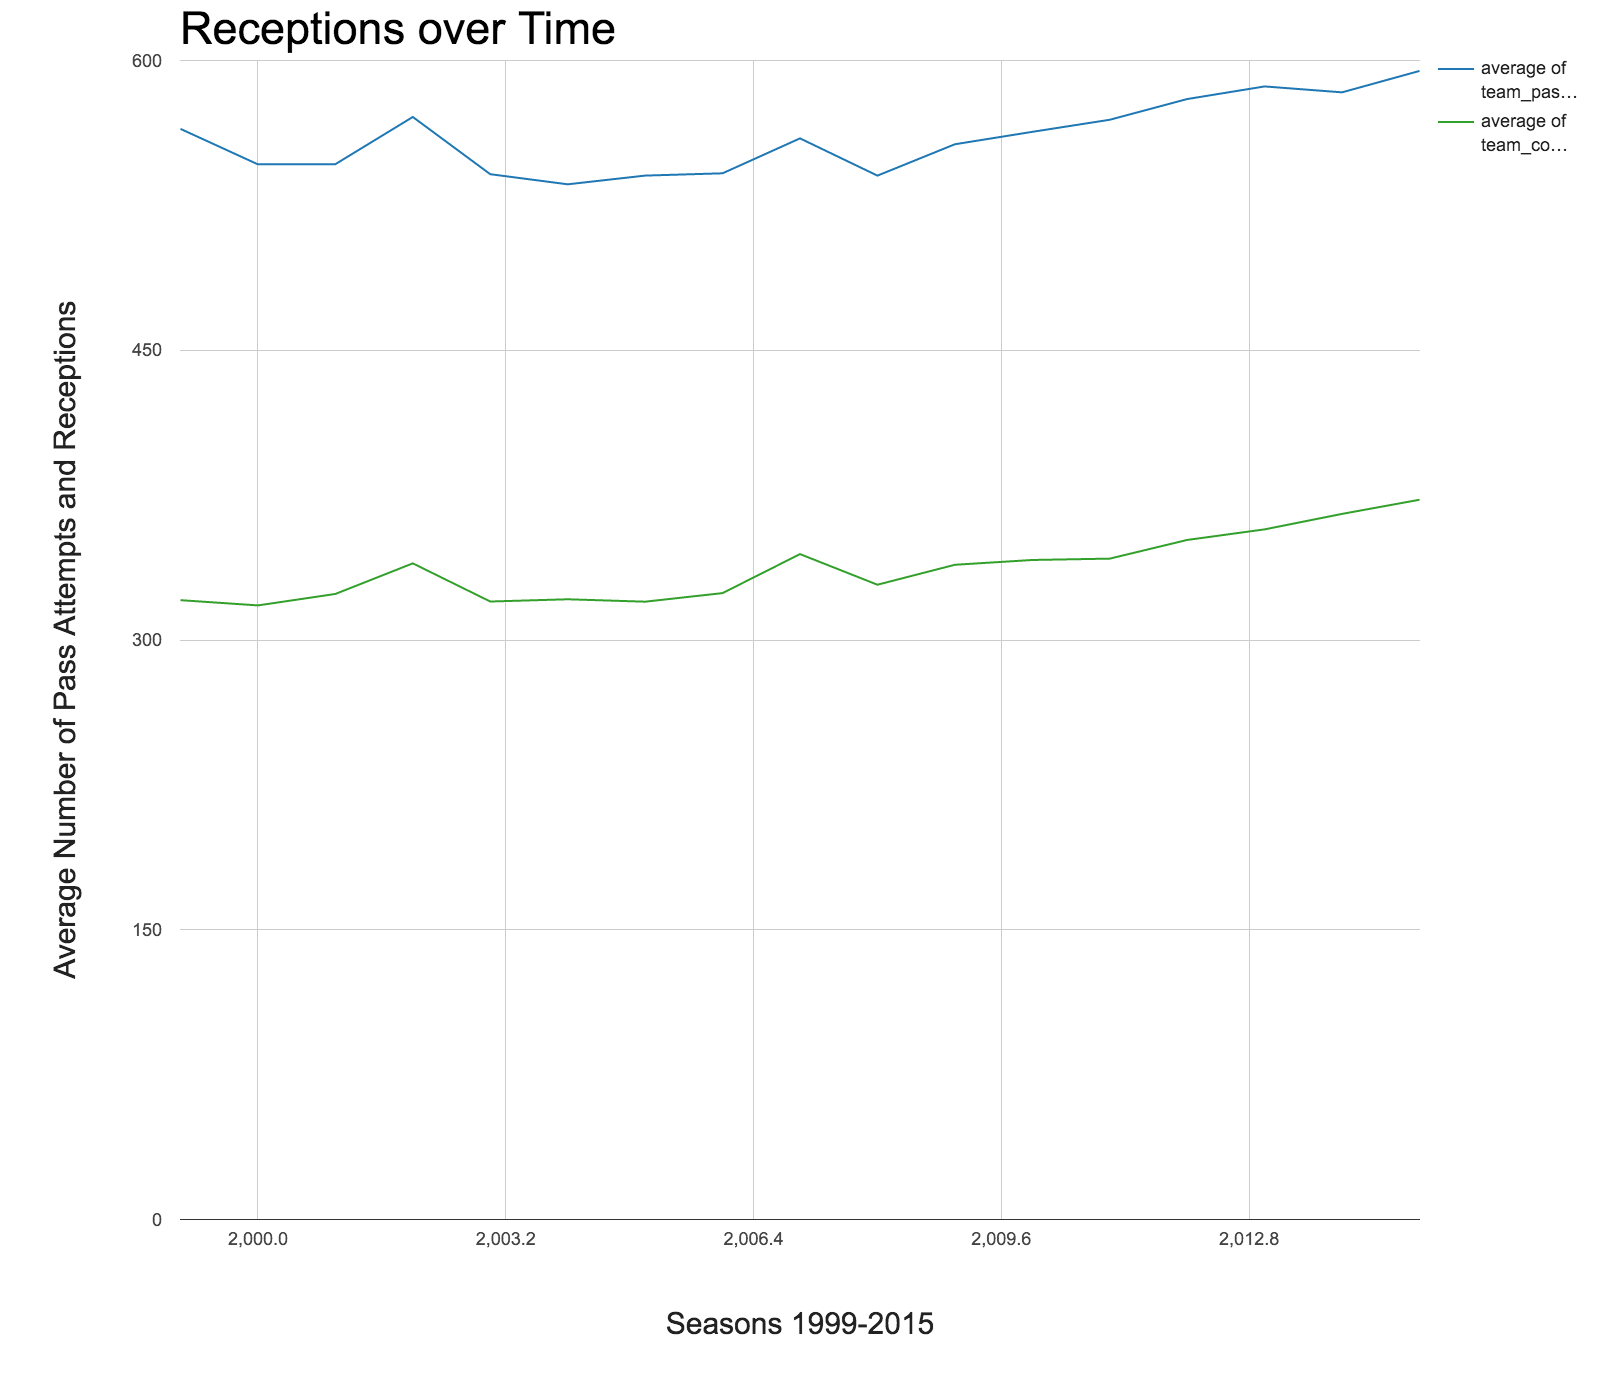 Receptions over Time
average of
team_pas…
average of
team_co…
600
450
300
150
0
Average Number of Pass Attempts and Receptions
2,000.0
2,003.2
2,006.4
2,009.6
2,012.8
Seasons 1999-2015